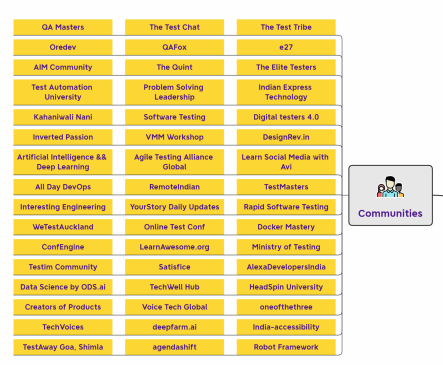 QA Masters
The Test Chat
The Test Tribe
Oredev
QAFox
e27
AIM Community
The Quint
The Elite Testers
Test Automation
University
Problem Solving
Leadership
Indian Express
Technology
Kahaniwali Nani
Software Testing
Digital testers 4.0
Inverted Passion
VMM Workshop
DesignRev.in
Artificial Intelligence &&
Deep Learning
Agile Testing Alliance
Global
Learn Social Media with
Avi
All Day DevOps
RemoteIndian
TestMasters
Interesting Engineering
YourStory Daily Updates
Rapid Software Testing
WeTestAuckland
Online Test Conf
Docker Mastery
ConfEngine
LearnAwesome.org
Ministry of Testing
Testim Community
Satisfice
AlexaDevelopersIndia
Data Science by ODS.ai
TechWell Hub
HeadSpin University
Creators of Products
Voice Tech Global
oneofthethree
TechVoices
deepfarm.ai
India-accessibility
TestAway Goa, Shimla
agendashift
Robot Framework
Communities